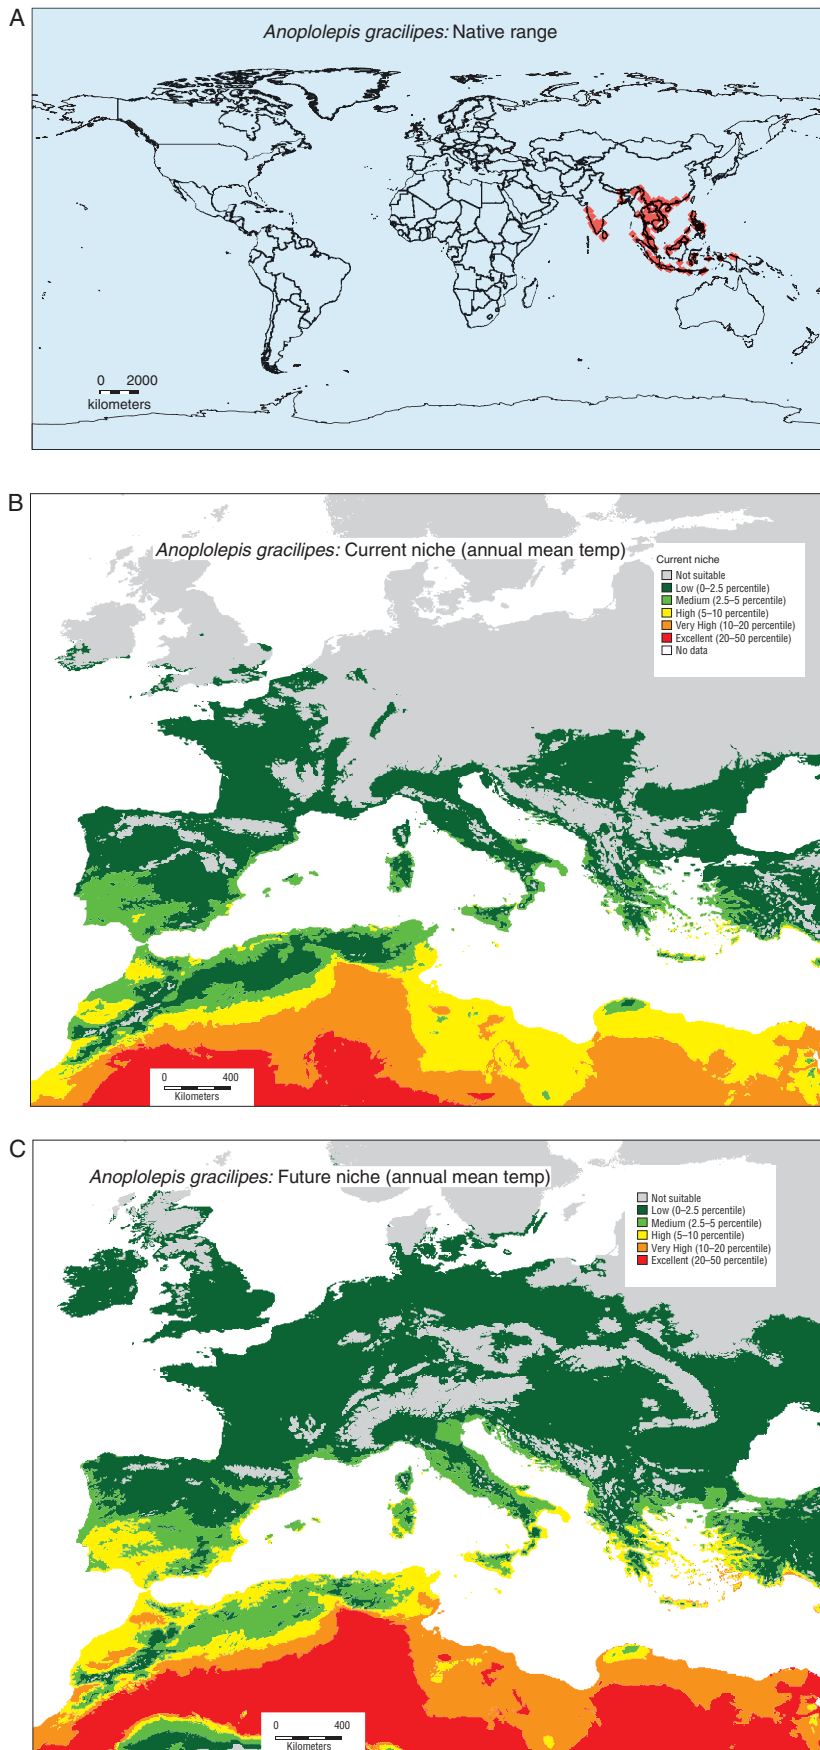 A
Anoplolepis gracilipes: Native range
0 2000
kilometers
B
Anoplolepis gracilipes: Current niche (annual mean temp)
Current niche
Not suitable
Low (0–2.5 percentile)
Medium (2.5–5 percentile)
High (5–10 percentile)
Very High (10–20 percentile)
Excellent (20–50 percentile)
No data
0 400
Kilometers
C
Anoplolepis gracilipes: Future niche (annual mean temp)
Not suitable
Low (0–2.5 percentile)
Medium (2.5–5 percentile)
High (5–10 percentile)
Very High (10–20 percentile)
Excellent (20–50 percentile)
0 400
Kilometers